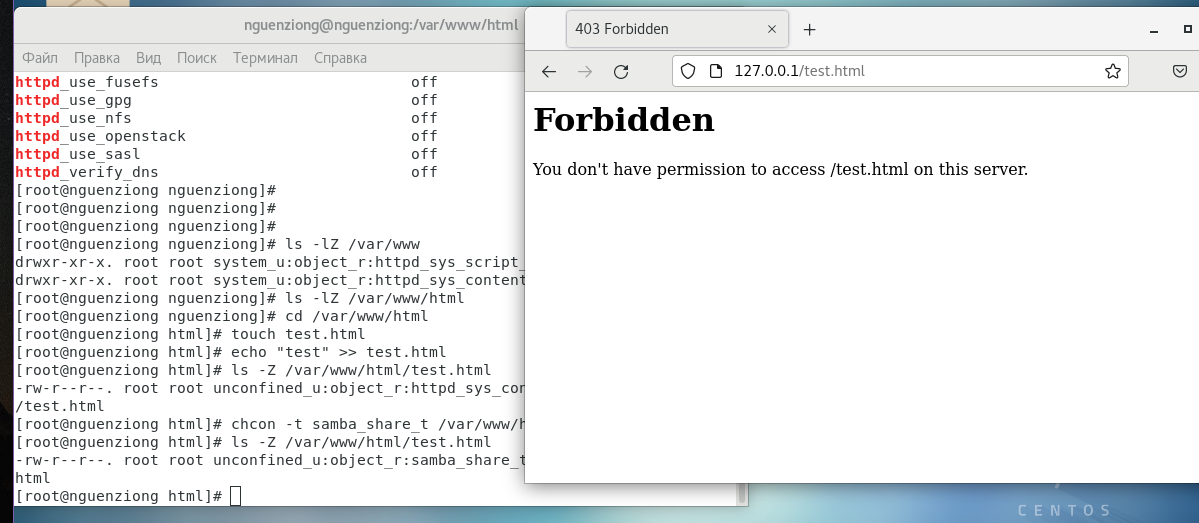 nguenziong@nguenziong:/var/www/html
Файл Правка Вид Поиск Терминал Справка
httpd_use_fusefs off
httpd_use_gpg off
httpd_use_nfs off
httpd_use_openstack off
httpd_use_sasl off
httpd_verify_dns off
[root@nguenziong nguenziong]#
[root@nguenziong nguenziong]#
[root@nguenziong nguenziong]#
[root@nguenziong nguenziong]# ls -lZ /var/www
drwxr-xr-x. root root system_u:object_r:httpd_sys_script_
drwxr-xr-x. root root system_u:object_r:httpd_sys_content
[root@nguenziong nguenziong]# ls -lZ /var/www/html
[root@nguenziong nguenziong]# cd /var/www/html
[root@nguenziong html]# touch test.html
[root@nguenziong html]# echo "test" >> test.html
[root@nguenziong html]# ls -Z /var/www/html/test.html
-rw-r--r--. root root unconfined_u:object_r:httpd_sys_con
/test.html
[root@nguenziong html]# chcon -t samba_share_t /var/www/h
[root@nguenziong html]# ls -Z /var/www/html/test.html
-rw-r--r--. root root unconfined_u:object_r:samba_share_t
html
[root@nguenziong html]#
403 Forbidden
127.0.0.1/test.html
Forbidden
You don't have permission to access /test.html on this server.
CENTOS